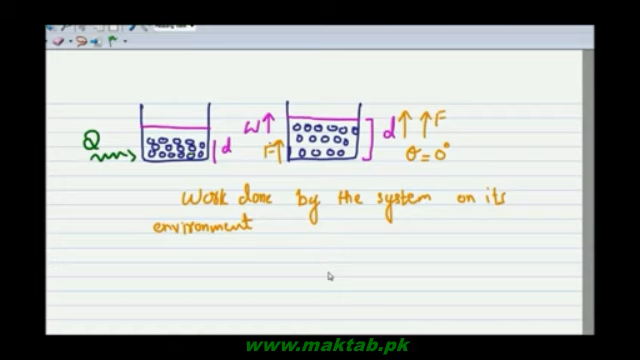 Q
d
W↑
F↑
d↑ ↑F
θ = 0°
Work done by the system on its
environment
www.maktab.pk